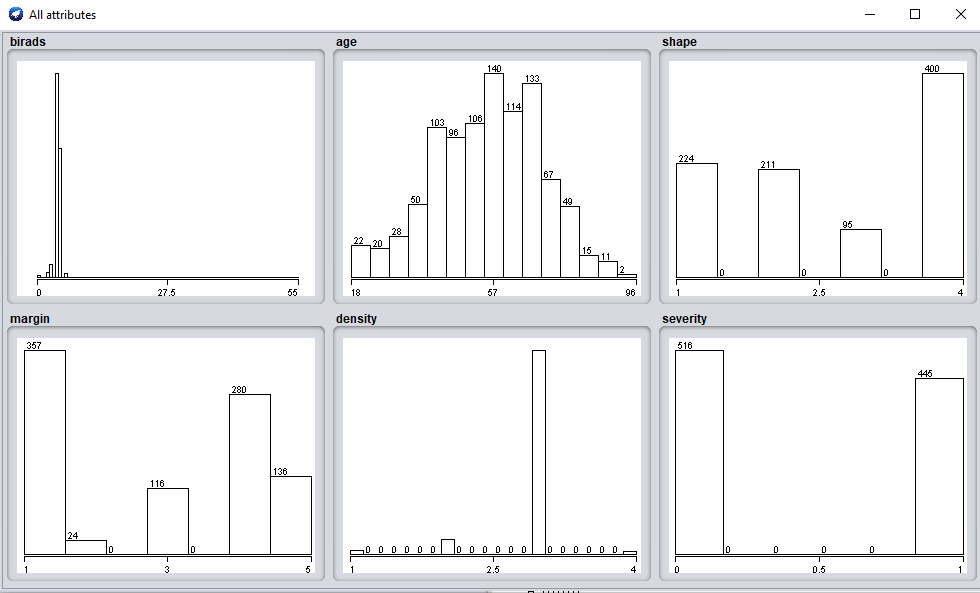 All attributes
birads
0 27.5 55
age
22 20 28 50 103 96 106 140 114 133 67 49 15 11 2
18 57 96
shape
224 0 211 0 95 0 400
1 2.5 4
margin
357 24 0 116 0 280 136
1 3 5
density
0 0 0 0 0 0 0 0 0 0 0 0 0 0 0 0 0 0
1 2.5 4
severity
516 0 0 0 0 445
0 0.5 1